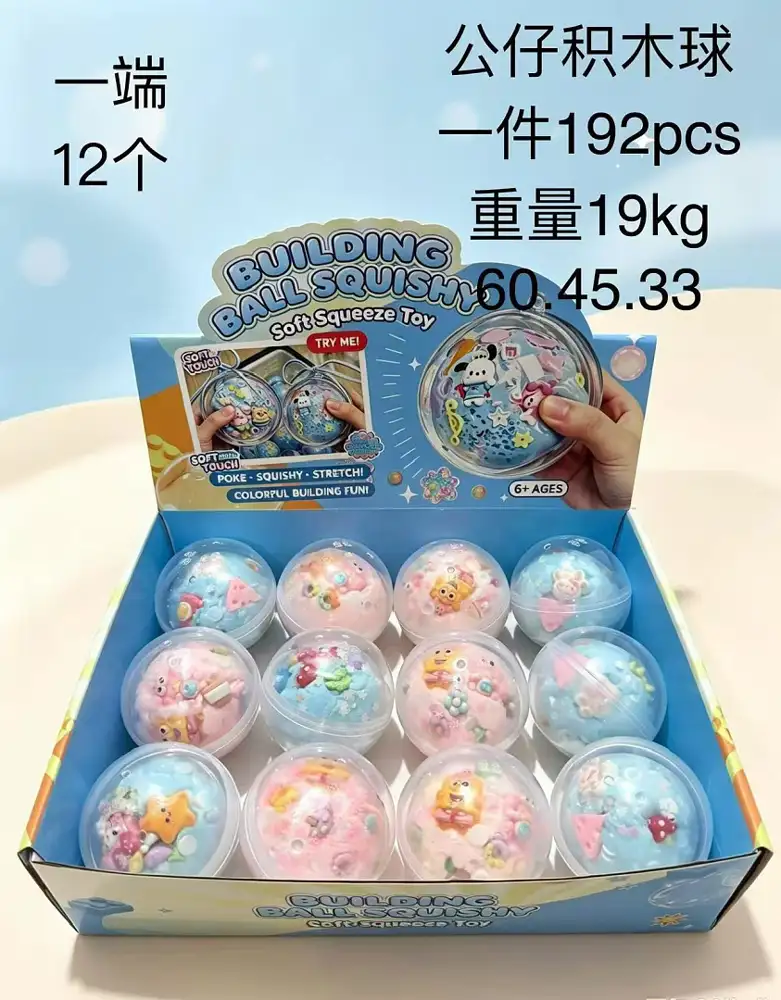 一端
12个
公仔积木球
一件192pcs
重量19kg
60.45.33
BUILDING
BALL SQUISHY
Soft Squeeze Toy
TRY ME!
SOFT
TOUCH
SOFT
TOUCH
POKE - SQUISHY - STRETCH!
COLORFUL BUILDING FUN!
6+ AGES
BUILDING
BALL SQUISHY
Soft Squeeze Toy